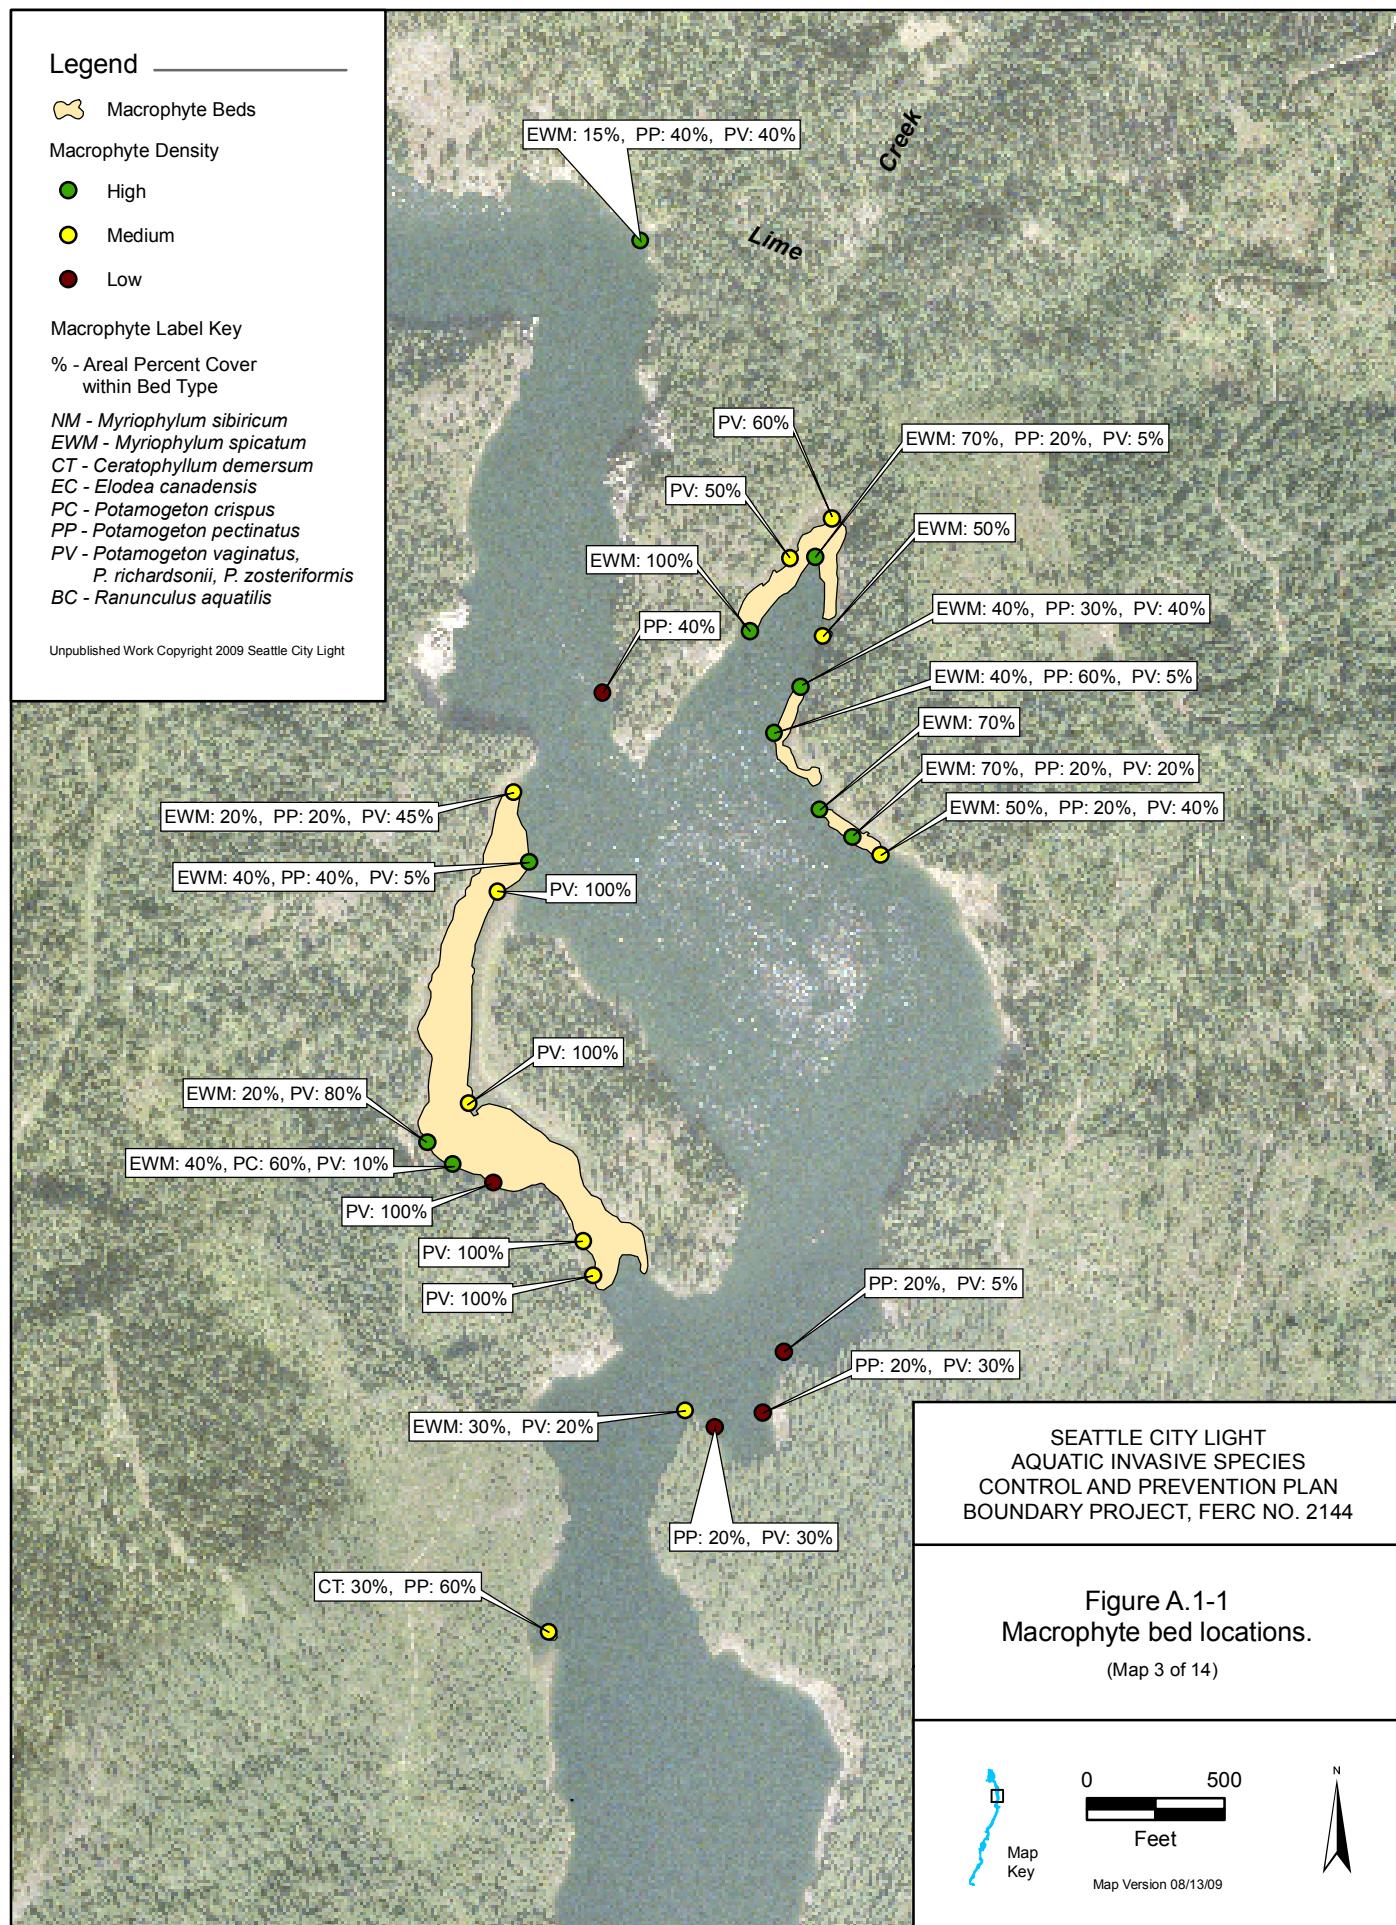 Legend
Macrophyte Beds
Macrophyte Density
High
Medium
Low
Macrophyte Label Key
% - Areal Percent Cover
within Bed Type
NM - Myriophylum sibiricum
EWM - Myriophylum spicatum
CT - Ceratophyllum demersum
EC - Elodea canadensis
PC - Potamogeton crispus
PP - Potamogeton pectinatus
PV - Potamogeton vaginatus,
P. richardsonii, P. zosteriformis
BC - Ranunculus aquatilis
Unpublished Work Copyright 2009 Seattle City Light
EWM: 15%, PP: 40%, PV: 40%
Creek
Lime
PV: 60%
EWM: 70%, PP: 20%, PV: 5%
PV: 50%
EWM: 50%
EWM: 100%
EWM: 40%, PP: 30%, PV: 40%
PP: 40%
EWM: 40%, PP: 60%, PV: 5%
EWM: 70%
EWM: 70%, PP: 20%, PV: 20%
EWM: 50%, PP: 20%, PV: 40%
EWM: 20%, PP: 20%, PV: 45%
EWM: 40%, PP: 40%, PV: 5%
PV: 100%
PV: 100%
EWM: 20%, PV: 80%
EWM: 40%, PC: 60%, PV: 10%
PV: 100%
PV: 100%
PV: 100%
PP: 20%, PV: 5%
PP: 20%, PV: 30%
EWM: 30%, PV: 20%
PP: 20%, PV: 30%
CT: 30%, PP: 60%
SEATTLE CITY LIGHT
AQUATIC INVASIVE SPECIES
CONTROL AND PREVENTION PLAN
BOUNDARY PROJECT, FERC NO. 2144
Figure A.1-1
Macrophyte bed locations.
(Map 3 of 14)
Map
Key
0 500
Feet
Map Version 08/13/09
N